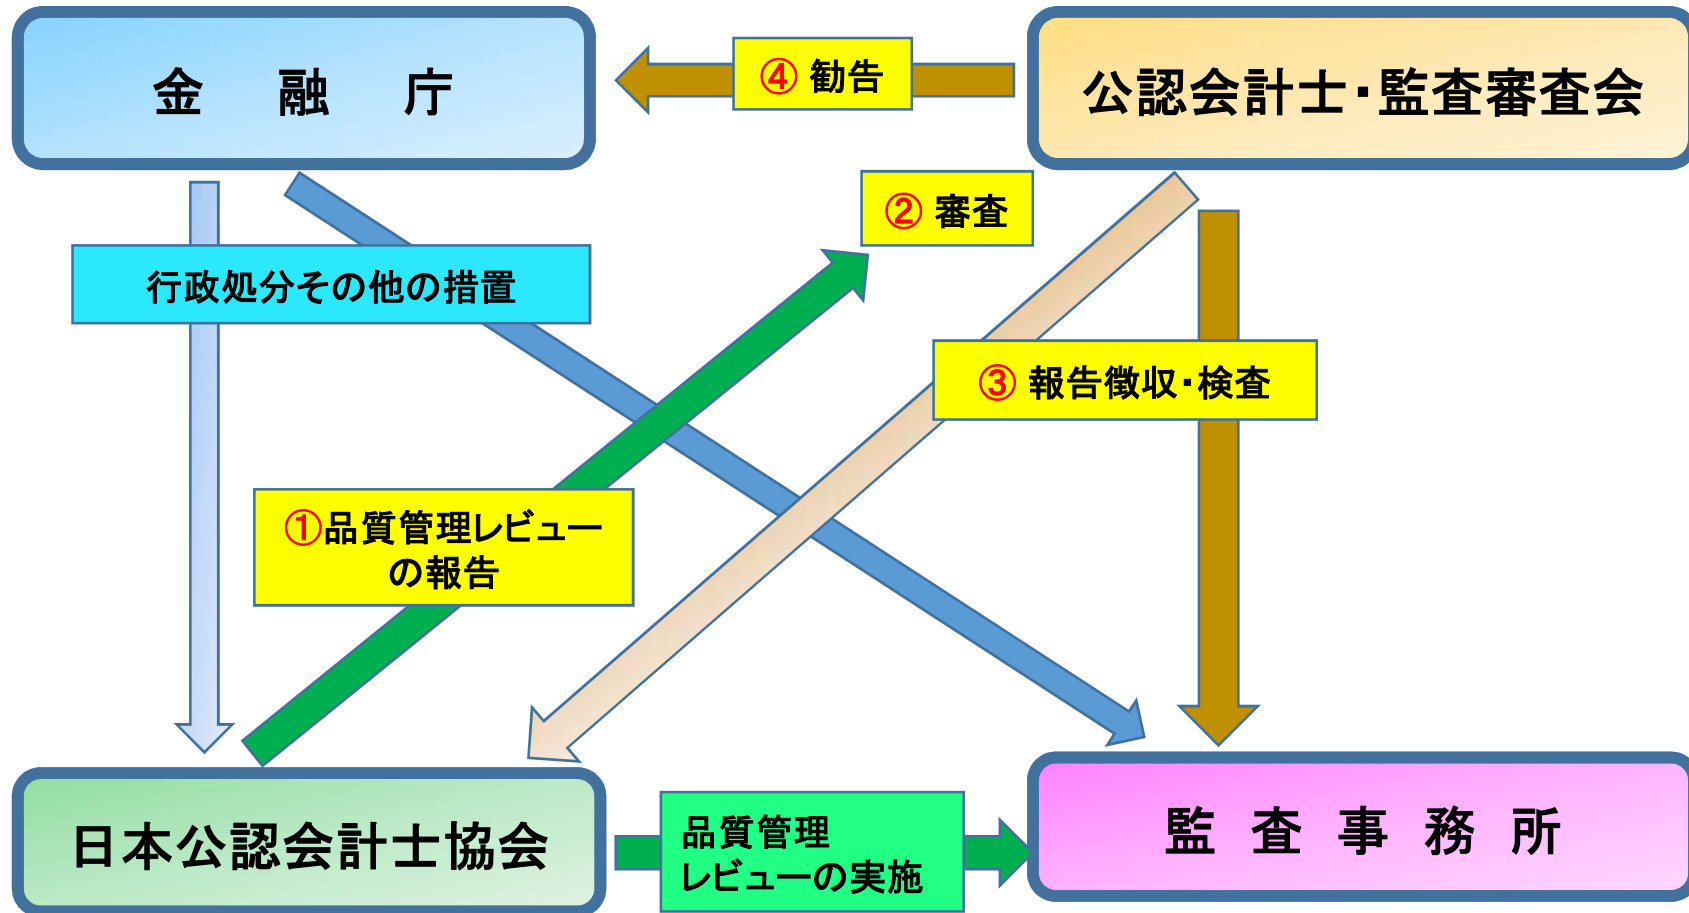 金　融　庁
④ 勧告
公認会計士・監査審査会
② 審査
行政処分その他の措置
③ 報告徴収・検査
①品質管理レビュー
の報告
日本公認会計士協会
品質管理
レビューの実施
監 査 事 務 所